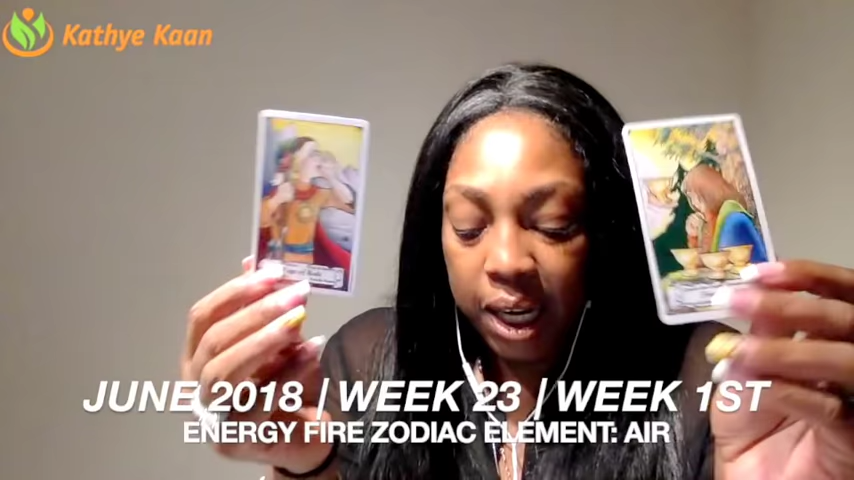 Kathye Kaan
JUNE 2018 / WEEK 23 / WEEK 1ST
ENERGY FIRE ZODIAC ELEMENT: AIR